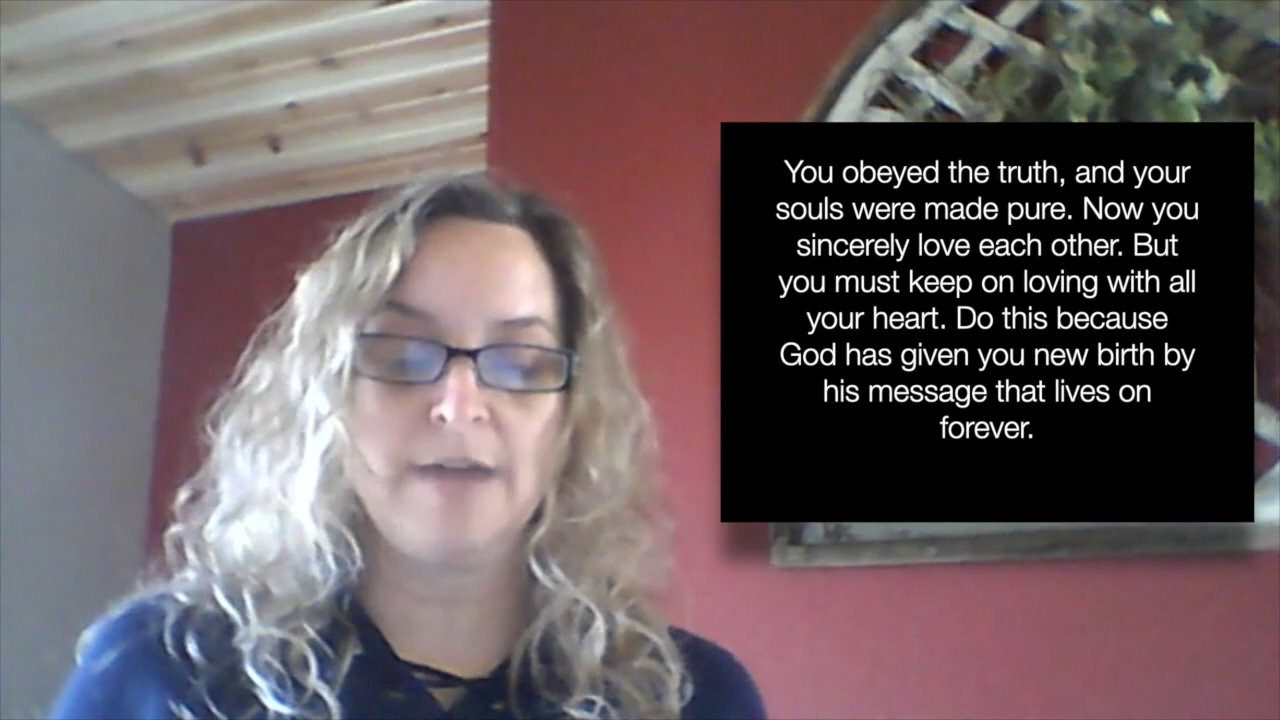 You obeyed the truth, and your
souls were made pure. Now you
sincerely love each other. But
you must keep on loving with all
your heart. Do this because
God has given you new birth by
his message that lives on
forever.